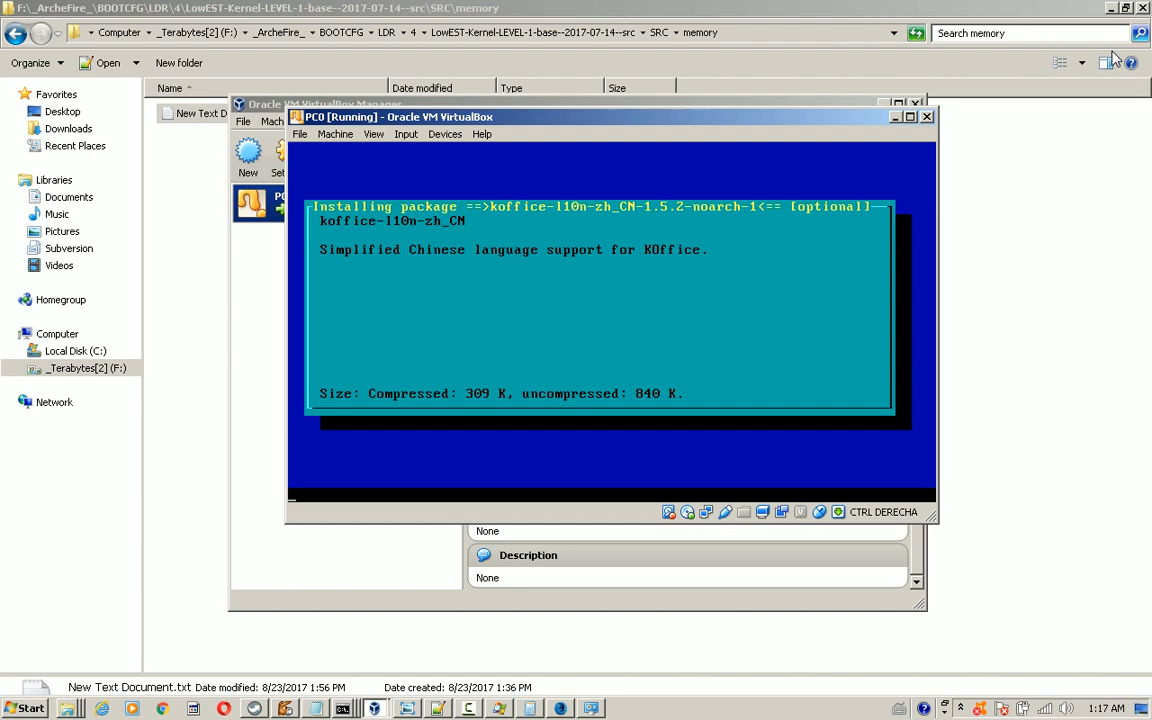 F:\_ArcheFire_\BOOTCFG\LDR\4\LowEST-Kernel-LEVEL-1-base--2017-07-14--src\SRC\memory
Computer _Terabytes[2] (F:) _ArcheFire_ BOOTCFG LDR 4 LowEST-Kernel-LEVEL-1-base--2017-07-14--src SRC memory
Search memory
Organize Open New folder
Favorites
Desktop
Downloads
Recent Places
Libraries
Documents
Music
Pictures
Subversion
Videos
Homegroup
Computer
Local Disk (C:)
_Terabytes[2] (F:)
Network
Name Date modified Type Size
New Text D
Oracle VM VirtualBox Manager
File Mach
New Set
PC
PC0 [Running] - Oracle VM VirtualBox
File Machine View Input Devices Help
Installing package ==>koffice-l10n-zh_CN-1.5.2-noarch-1<== [optional]
koffice-l10n-zh_CN
Simplified Chinese language support for KOffice.
Size: Compressed: 309 K, uncompressed: 840 K.
CTRL DERECHA
None
Description
None
New Text Document.txt Date modified: 8/23/2017 1:56 PM Date created: 8/23/2017 1:36 PM
Start 1:17 AM